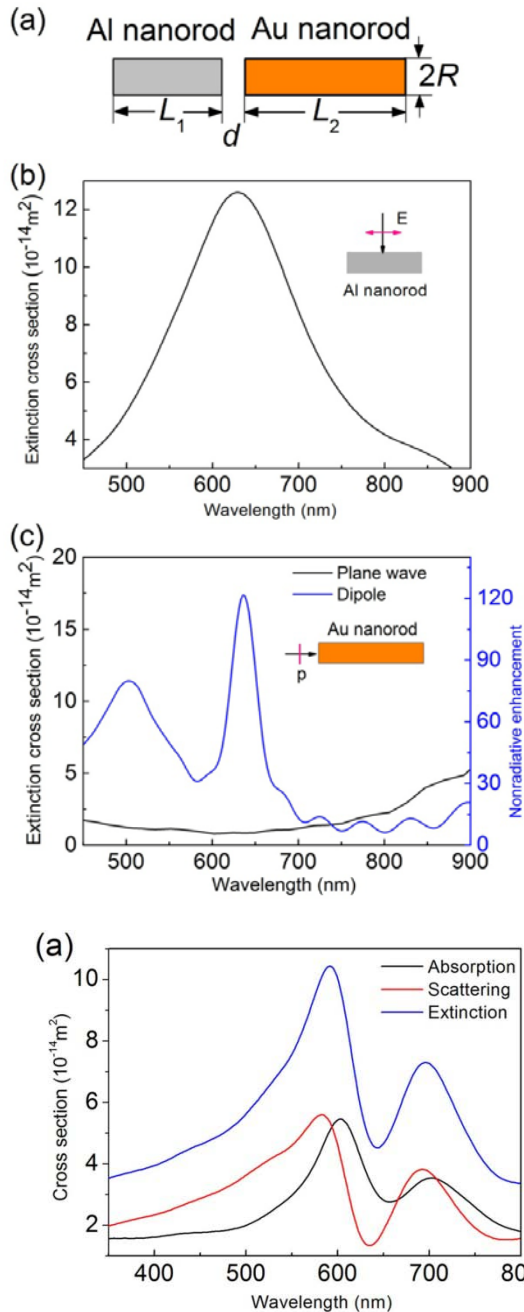 (a)
Al nanorod Au nanorod
L1
d
L2
2R
(b)
Extinction cross section (10⁻¹⁴m²)
12
10
8
6
4
E
Al nanorod
500 600 700 800 900
Wavelength (nm)
(c)
Extinction cross section (10⁻¹⁴m²)
20
15
10
5
0
Plane wave
Dipole
Au nanorod
p
120
90
60
30
0
Nonradiative enhancement
500 600 700 800 900
Wavelength (nm)
(a)
Cross section (10⁻¹⁴m²)
10
8
6
4
2
Absorption
Scattering
Extinction
400 500 600 700 80
Wavelength (nm)